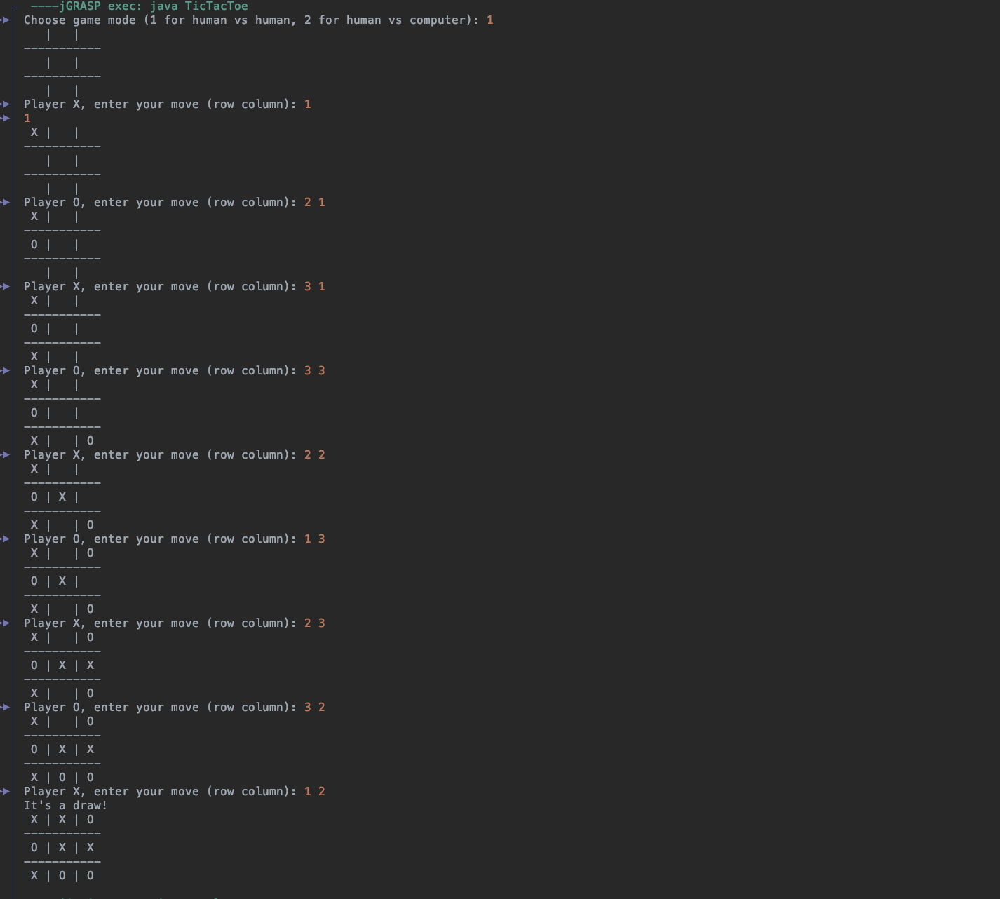 ----jGRASP exec: java TicTacToe
Choose game mode (1 for human vs human, 2 for human vs computer): 1
   |   |
-----------
   |   |
-----------
   |   |
Player X, enter your move (row column): 1
1
 X |   |
-----------
   |   |
-----------
   |   |
Player O, enter your move (row column): 2 1
 X |   |
-----------
 O |   |
-----------
   |   |
Player X, enter your move (row column): 3 1
 X |   |
-----------
 O |   |
-----------
 X |   |
Player O, enter your move (row column): 3 3
 X |   |
-----------
 O |   |
-----------
 X |   | O
Player X, enter your move (row column): 2 2
 X |   |
-----------
 O | X |
-----------
 X |   | O
Player O, enter your move (row column): 1 3
 X |   | O
-----------
 O | X |
-----------
 X |   | O
Player X, enter your move (row column): 2 3
 X |   | O
-----------
 O | X | X
-----------
 X |   | O
Player O, enter your move (row column): 3 2
 X |   | O
-----------
 O | X | X
-----------
 X | O | O
Player X, enter your move (row column): 1 2
It's a draw!
 X | X | O
-----------
 O | X | X
-----------
 X | O | O